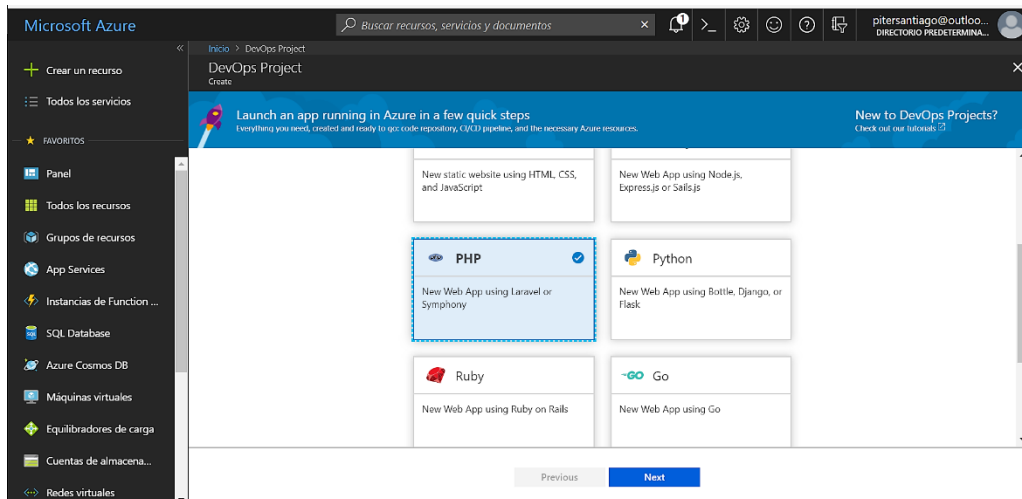 Microsoft Azure
Buscar recursos, servicios y documentos
1
pitersantiago@outloo...
DIRECTORIO PREDETERMINA...
Inicio > DevOps Project
DevOps Project
Create
Crear un recurso
Todos los servicios
FAVORITOS
Panel
Todos los recursos
Grupos de recursos
App Services
Instancias de Function ...
SQL Database
Azure Cosmos DB
Máquinas virtuales
Equilibradores de carga
Cuentas de almacena...
Redes virtuales
Launch an app running in Azure in a few quick steps
Everything you need, created and ready to go: code repository, CI/CD pipeline, and the necessary Azure resources.
New to DevOps Projects?
Check out our tutorials
New static website using HTML, CSS,
and JavaScript
New Web App using Node.js,
Express.js or Sails.js
PHP
New Web App using Laravel or
Symphony
Python
New Web App using Bottle, Django, or
Flask
Ruby
New Web App using Ruby on Rails
GO Go
New Web App using Go
Previous
Next